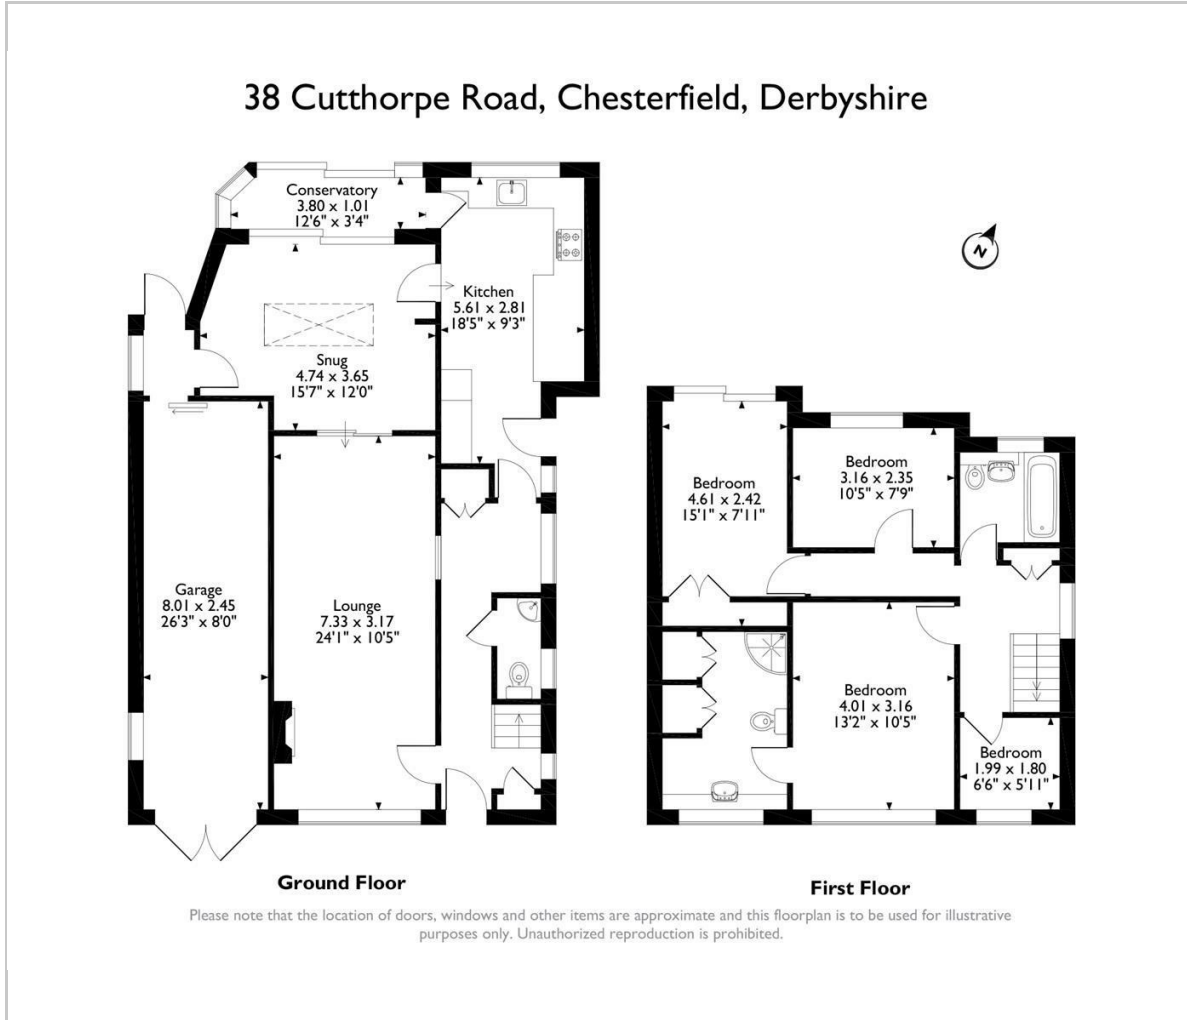 38 Cutthorpe Road, Chesterfield, Derbyshire
Conservatory
3.80 x 1.01
12'6" x 3'4"
N
Kitchen
5.61 x 2.81
18'5" x 9'3"
Snug
4.74 x 3.65
15'7" x 12'0"
Bedroom
3.16 x 2.35
10'5" x 7'9"
Bedroom
4.61 x 2.42
15'1" x 7'11"
Garage
8.01 x 2.45
26'3" x 8'0"
Lounge
7.33 x 3.17
24'1" x 10'5"
Bedroom
4.01 x 3.16
13'2" x 10'5"
Bedroom
1.99 x 1.80
6'6" x 5'11"
Ground Floor
First Floor
Please note that the location of doors, windows and other items are approximate and this floorplan is to be used for illustrative
purposes only. Unauthorized reproduction is prohibited.